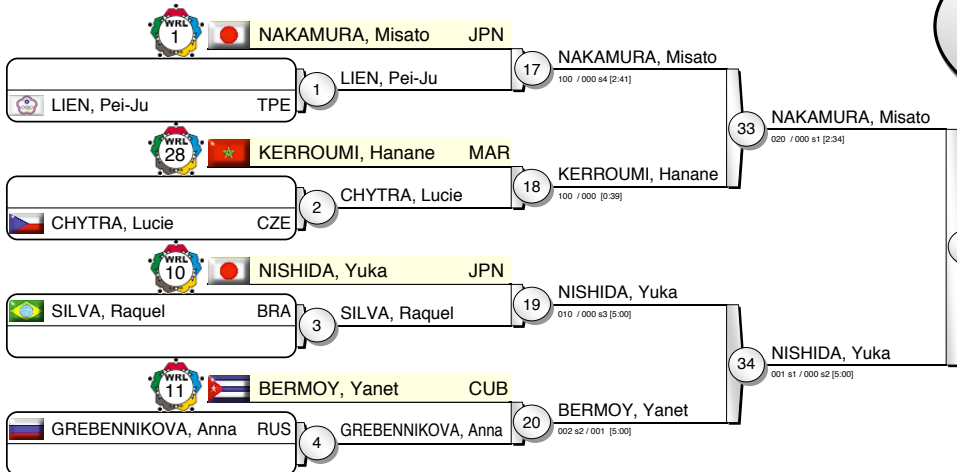 WRL
1
NAKAMURA, Misato JPN
LIEN, Pei-Ju TPE
1
LIEN, Pei-Ju
17
NAKAMURA, Misato
100 / 000 s4 [2:41]
WRL
28
KERROUMI, Hanane MAR
CHYTRA, Lucie CZE
2
CHYTRA, Lucie
18
KERROUMI, Hanane
100 / 000 [0:39]
33
NAKAMURA, Misato
020 / 000 s1 [2:34]
WRL
10
NISHIDA, Yuka JPN
SILVA, Raquel BRA
3
SILVA, Raquel
19
NISHIDA, Yuka
010 / 000 s3 [5:00]
WRL
11
BERMOY, Yanet CUB
GREBENNIKOVA, Anna RUS
4
GREBENNIKOVA, Anna
20
BERMOY, Yanet
002 s2 / 001 [5:00]
34
NISHIDA, Yuka
001 s1 / 000 s2 [5:00]